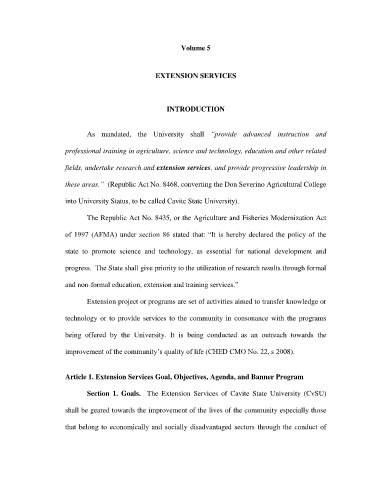 Volume 5
EXTENSION SERVICES
INTRODUCTION
As mandated, the University shall "provide advanced instruction and
professional training in agriculture, science and technology, education and other related
fields, undertake research and extension services, and provide progressive leadership in
these areas." (Republic Act No. 8468, converting the Don Severino Agricultural College
into University Status, to be called Cavite State University).
The Republic Act No. 8435, or the Agriculture and Fisheries Modernization Act
of 1997 (AFMA) under section 86 stated that: “It is hereby declared the policy of the
state to promote science and technology, as essential for national development and
progress. The State shall give priority to the utilization of research results through formal
and non-formal education, extension and training services.”
Extension project or programs are set of activities aimed to transfer knowledge or
technology or to provide services to the community in consonance with the programs
being offered by the University. It is being conducted as an outreach towards the
improvement of the community’s quality of life (CHED CMO No. 22, s 2008).
Article 1. Extension Services Goal, Objectives, Agenda, and Banner Program
Section 1. Goals. The Extension Services of Cavite State University (CvSU)
shall be geared towards the improvement of the lives of the community especially those
that belong to economically and socially disadvantaged sectors through the conduct of